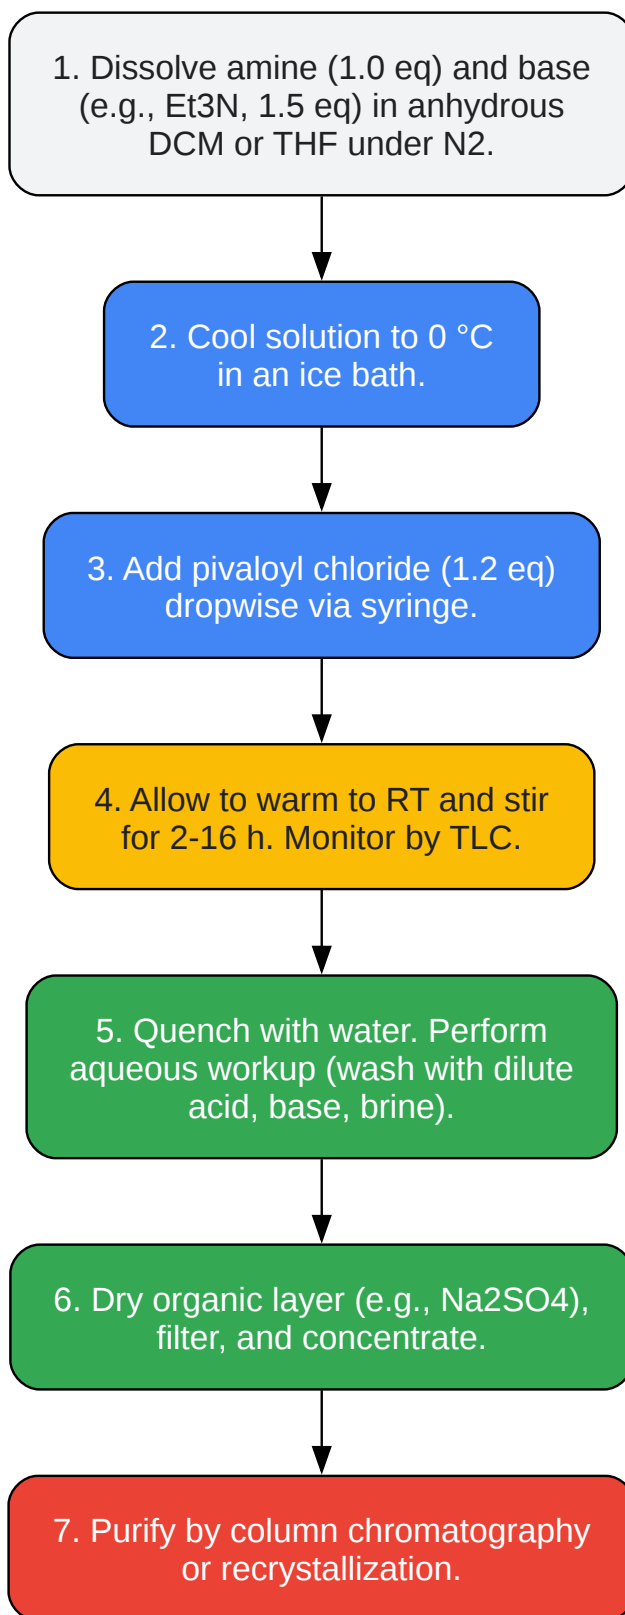 1. Dissolve amine (1.0 eq) and base
(e.g., Et3N, 1.5 eq) in anhydrous
DCM or THF under N2.
2. Cool solution to 0 °C
in an ice bath.
3. Add pivaloyl chloride (1.2 eq)
dropwise via syringe.
4. Allow to warm to RT and stir
for 2-16 h. Monitor by TLC.
5. Quench with water. Perform
aqueous workup (wash with dilute
acid, base, brine).
6. Dry organic layer (e.g., Na2SO4),
filter, and concentrate.
7. Purify by column chromatography
or recrystallization.